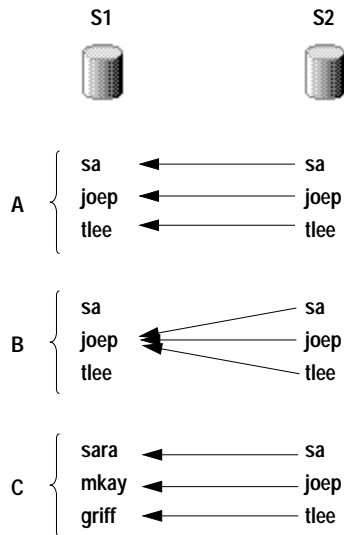 S1 S2
sa sa
A joep joep
tlee tlee
sa sa
B joep joep
tlee tlee
sara sa
C mkay joep
griff tlee